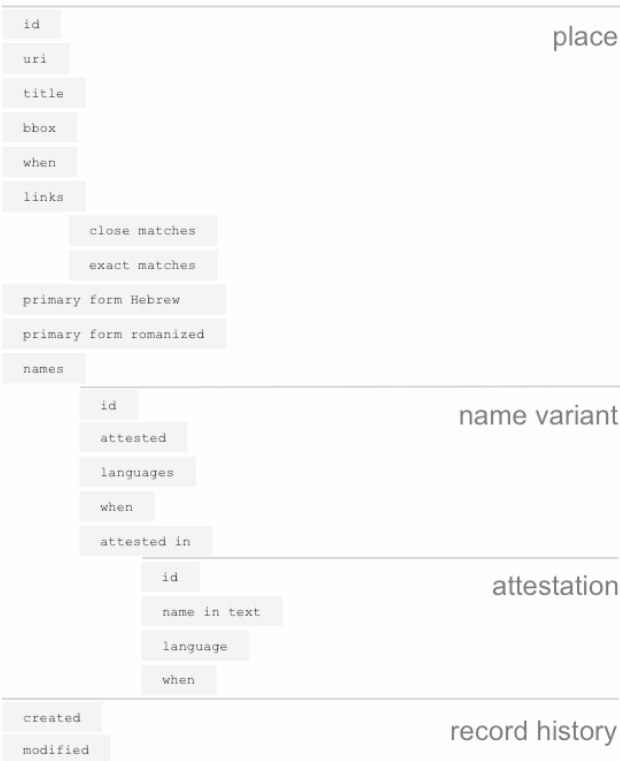 id
place
uri
title
bbox
when
links
close matches
exact matches
primary form Hebrew
primary form romanized
names
id
name variant
attested
languages
when
attested in
id
attestation
name in text
language
when
created
record history
modified